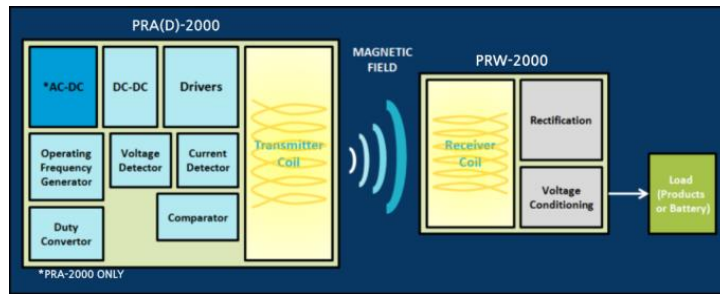 PRA(D)-2000
*AC-DC
DC-DC
Drivers
Operating
Frequency
Generator
Voltage
Detector
Current
Detector
Duty
Convertor
Comparator
Transmitter
Coil
*PRA-2000 ONLY
MAGNETIC
FIELD
PRW-2000
Receiver
Coil
Rectification
Voltage
Conditioning
Load
(Products
or Battery)